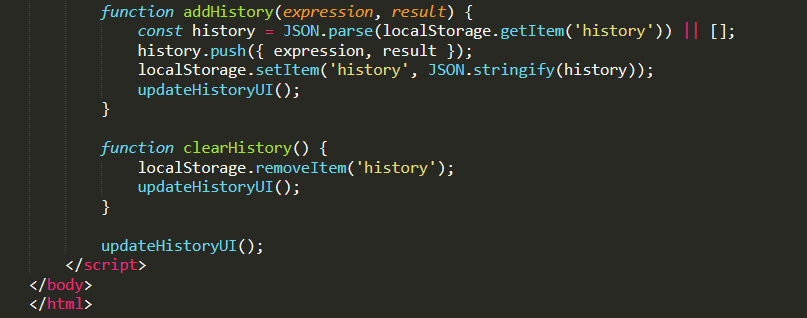 function addHistory(expression, result) {
const history = JSON.parse(localStorage.getItem('history')) || [];
history.push({ expression, result });
localStorage.setItem('history', JSON.stringify(history));
updateHistoryUI();
}
function clearHistory() {
localStorage.removeItem('history');
updateHistoryUI();
}
updateHistoryUI();
</script>
</body>
</html>